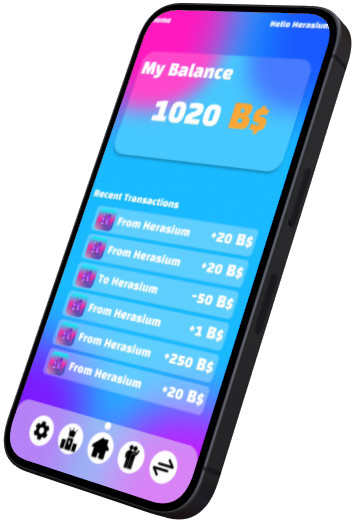 Home
Hello Herasium
My Balance
1020 B$
Recent Transactions
From Herasium +20 B$
From Herasium +20 B$
To Herasium -50 B$
From Herasium +1 B$
From Herasium +250 B$
From Herasium +20 B$